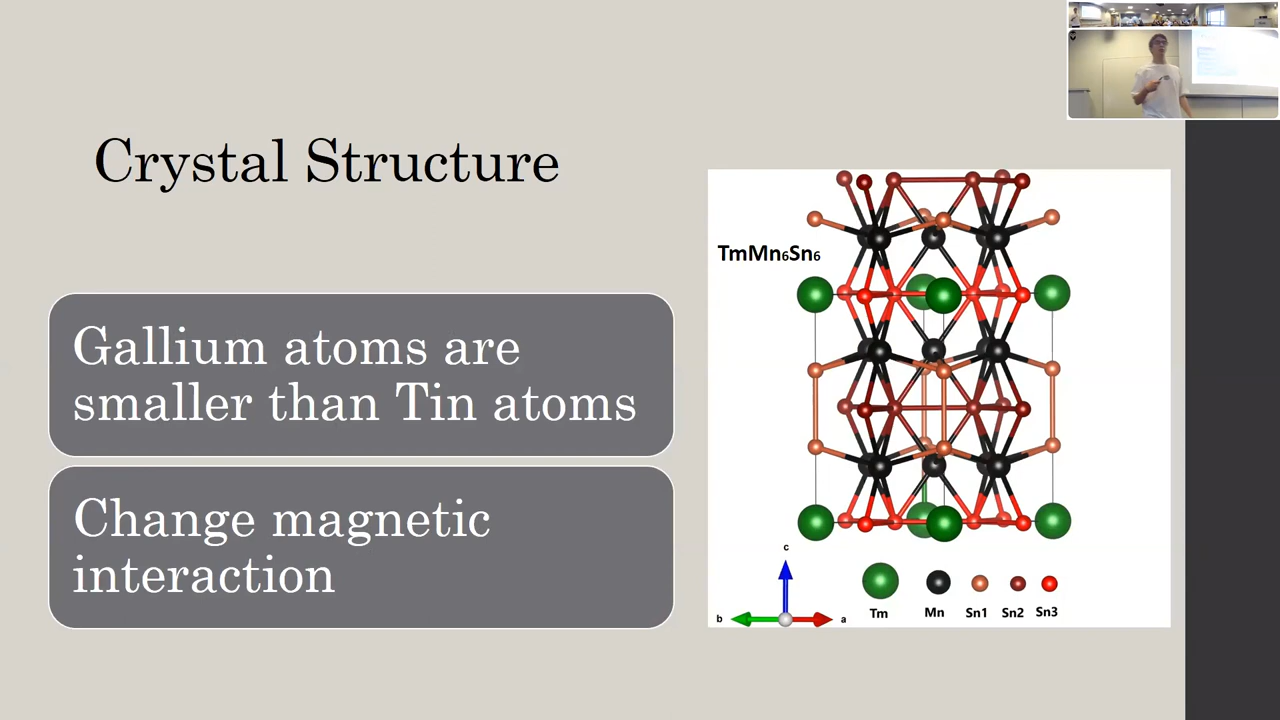 Crystal Structure
Gallium atoms are
smaller than Tin atoms
Change magnetic
interaction
TmMn₆Sn₆
c
b
a
Tm
Mn
Sn1
Sn2
Sn3